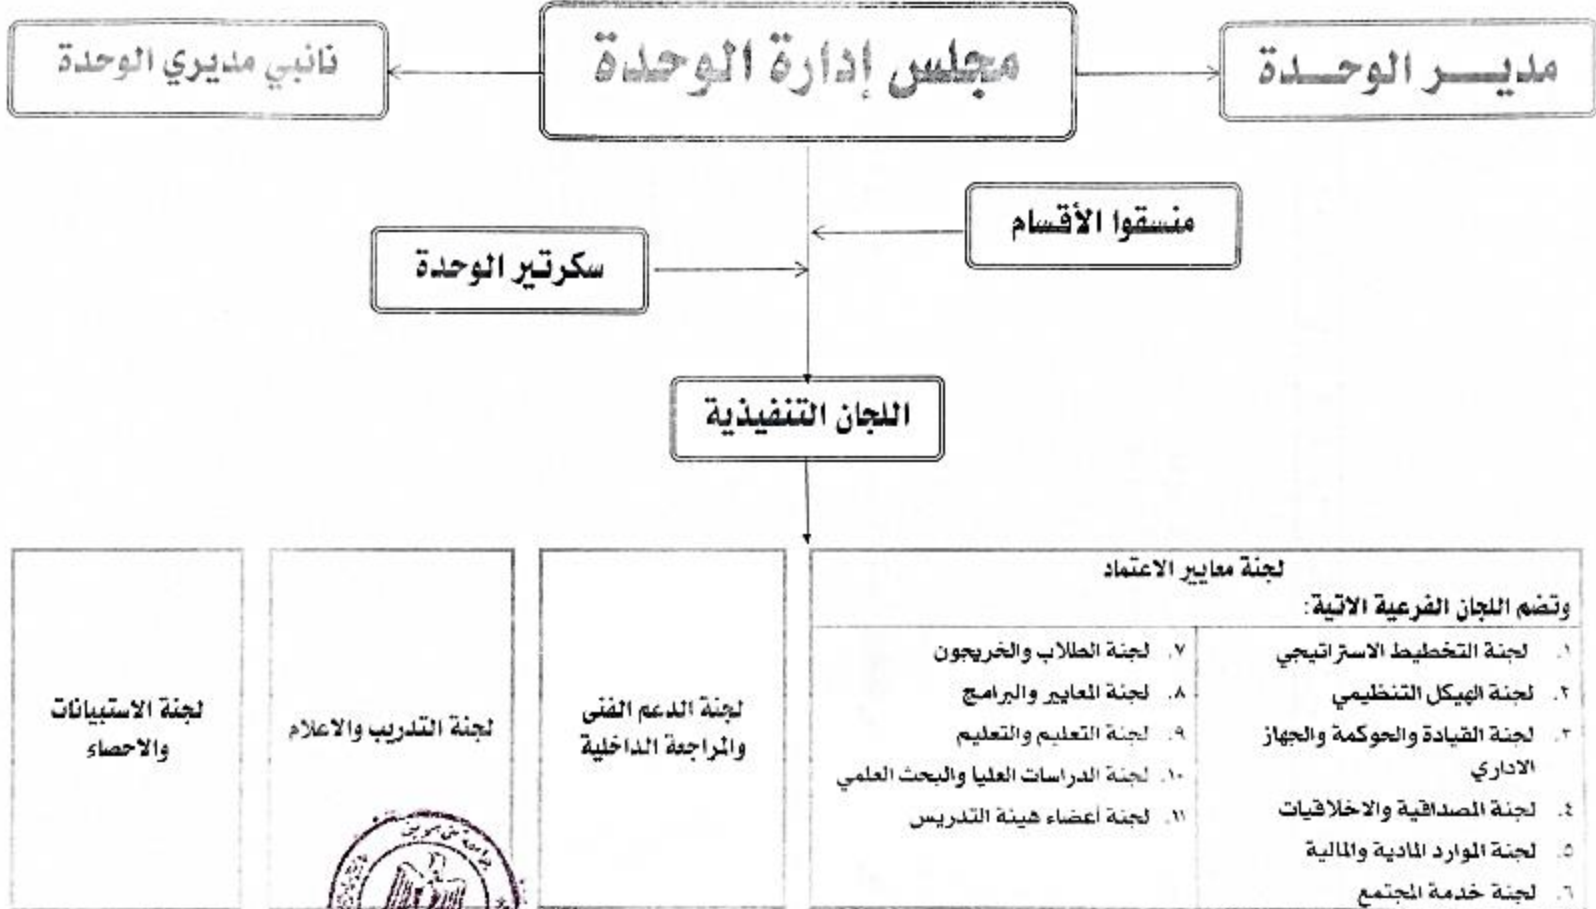 مجلس إدارة الوحدة
مديـــر الوحـــدة
نائبي مديري الوحدة
منسقوا الأقسام
سكرتير الوحدة
اللجان التنفيذية
لجنة معايير الاعتماد
وتضم اللجان الفرعية الاتية:
١. لجنة التخطيط الاستراتيجي
٢. لجنة الهيكل التنظيمي
٣. لجنة القيادة والحوكمة والجهاز
الاداري
٤. لجنة المصداقية والاخلاقيات
٥. لجنة الموارد المادية والمالية
٦. لجنة خدمة المجتمع
٧. لجنة الطلاب والخريجون
٨. لجنة المعايير والبرامج
٩. لجنة التعليم والتعليم
١٠. لجنة الدراسات العليا والبحث العلمي
١١. لجنة أعضاء هيئة التدريس
لجنة الدعم الفنى
والمراجعة الداخلية
لجنة التدريب والاعلام
لجنة الاستبيانات
والاحصاء